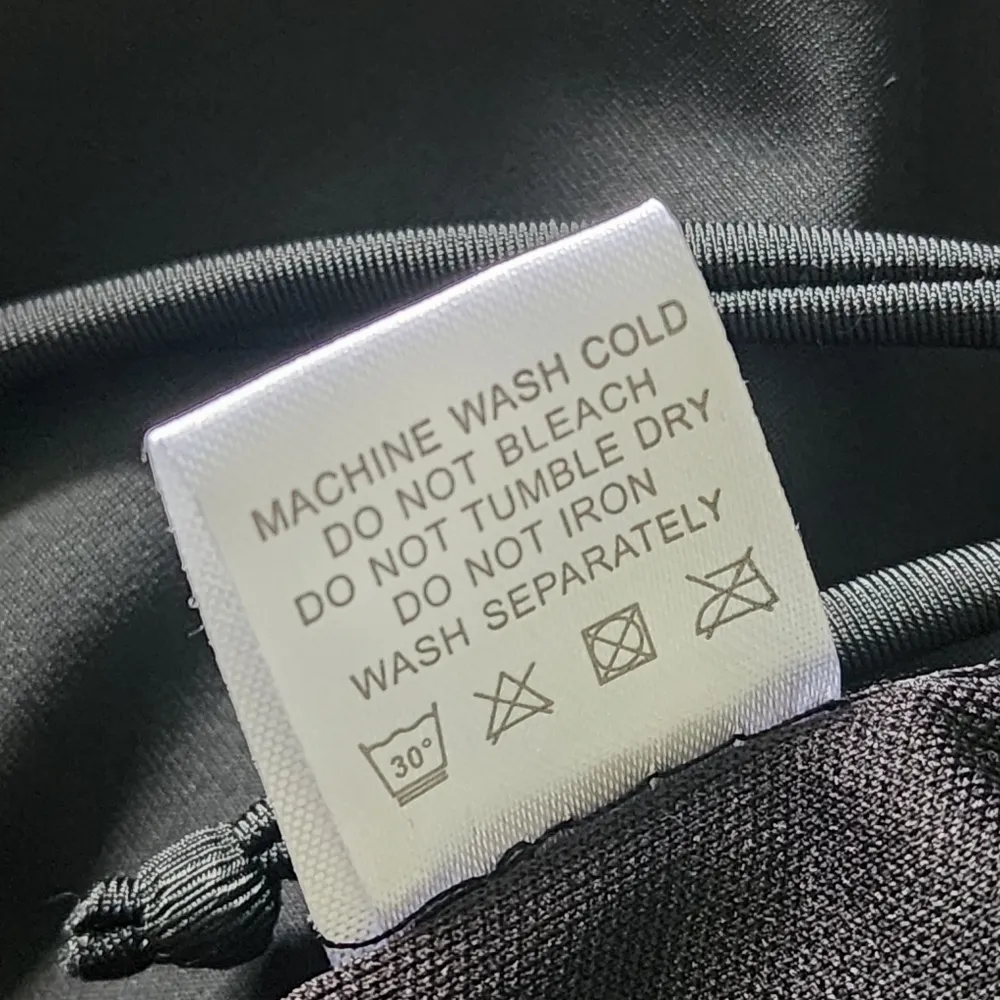 MACHINE WASH COLD
DO NOT BLEACH
DO NOT TUMBLE DRY
DO NOT IRON
WASH SEPARATELY
30°